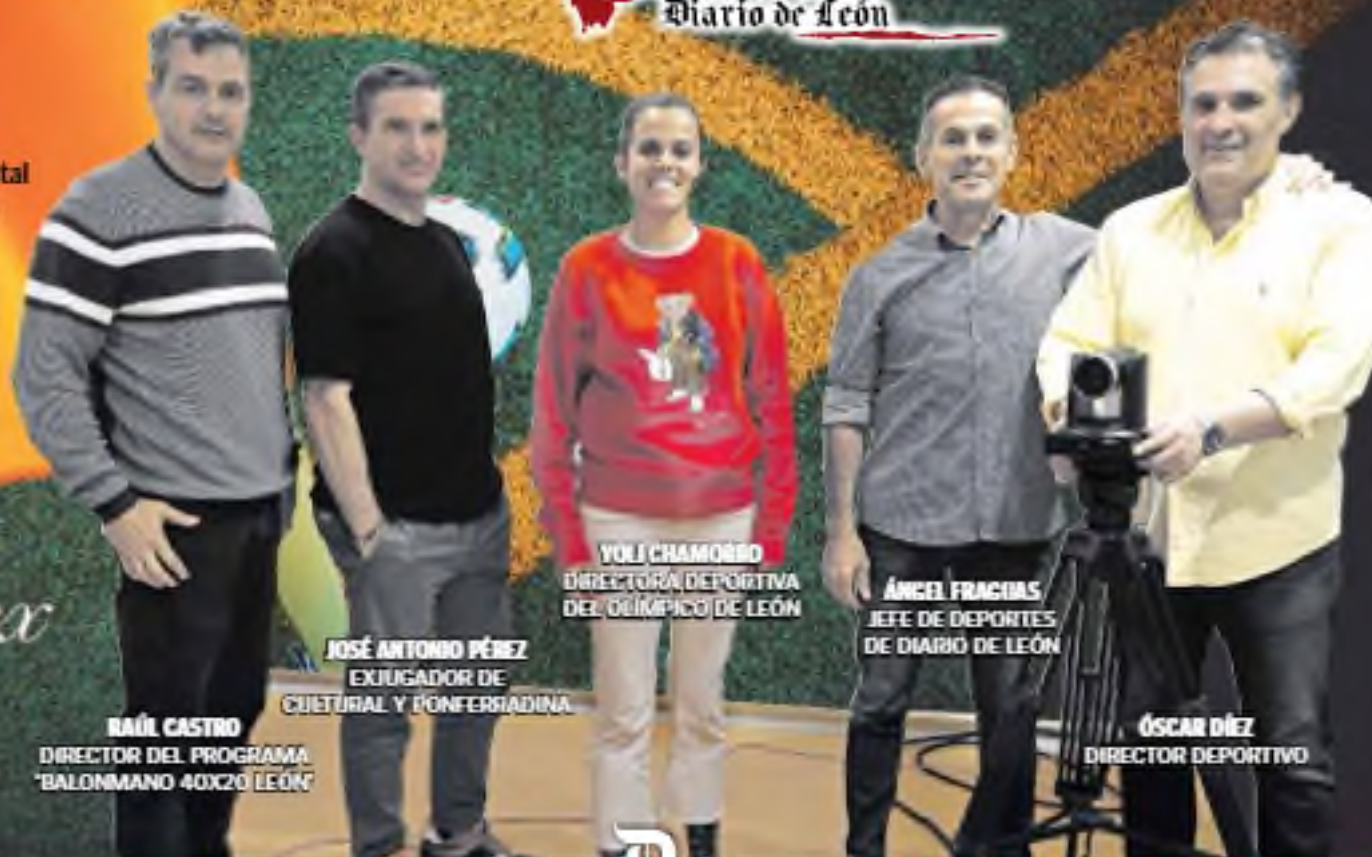 Diario de León
tal
x
YOLI CHAMORRO
DIRECTORA DEPORTIVA
DEL OLÍMPICO DE LEÓN
ÁNGEL FRAGUAS
JEFE DE DEPORTES
DE DIARIO DE LEÓN
JOSÉ ANTONIO PÉREZ
EXJUGADOR DE
CULTURAL Y PONFERRADINA
RAÚL CASTRO
DIRECTOR DEL PROGRAMA
"BALONMANO 40X20 LEÓN"
ÓSCAR DÍEZ
DIRECTOR DEPORTIVO